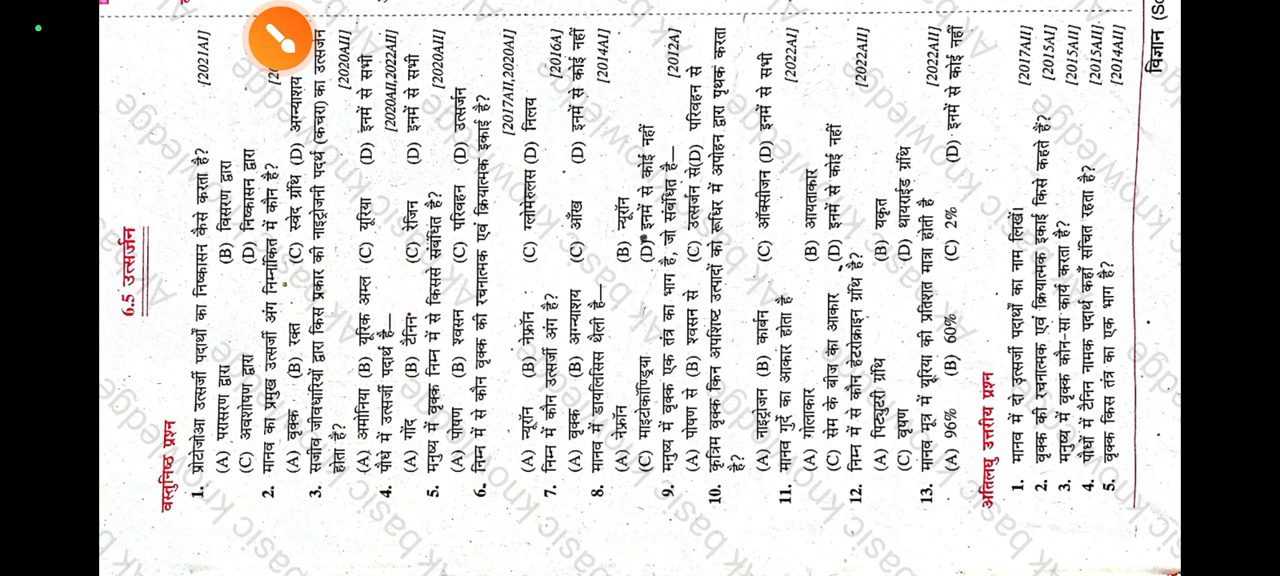 6.5 उत्सर्जन
वस्तुनिष्ठ प्रश्न
1. प्रोटोजोआ उत्सर्जी पदार्थों का निष्कासन कैसे करता है? [2021AI]
(A) परासरण द्वारा (B) विसरण द्वारा
(C) अवशोषण द्वारा (D) निष्कासन द्वारा
2. मानव का प्रमुख उत्सर्जी अंग निम्नांकित में कौन है?
(A) वृक्क (B) रक्त (C) स्वेद ग्रंथि (D) अग्न्याशय
3. सजीव जीवधारियों द्वारा किस प्रकार की नाइट्रोजनी पदार्थ (कचरा) का उत्सर्जन
होता है? [2020AII]
(A) अमोनिया (B) यूरिक अम्ल (C) यूरिया (D) इनमें से सभी
4. पौधे में उत्सर्जी पदार्थ है— [2020AII,2022AII]
(A) गोंद (B) टैनिन (C) रेजिन (D) इनमें से सभी
5. मनुष्य में वृक्क निम्न में से किससे संबंधित है? [2020AII]
(A) पोषण (B) श्वसन (C) परिवहन (D) उत्सर्जन
6. निम्न में से कौन वृक्क की रचनात्मक एवं क्रियात्मक इकाई है?
[2017AII,2020AI]
(A) न्यूरॉन (B) नेफ्रॉन (C) ग्लोमेरुलस (D) निलय
7. निम्न में कौन उत्सर्जी अंग है? [2016A]
(A) वृक्क (B) अग्न्याशय (C) आँख (D) इनमें से कोई नहीं
8. मानव में डायलिसिस थैली है— [2014AI]
(A) नेफ्रॉन (B) न्यूरॉन
(C) माइटोकॉण्ड्रिया (D) इनमें से कोई नहीं
9. मनुष्य में वृक्क एक तंत्र का भाग है, जो संबंधित है— [2012A]
(A) पोषण से (B) श्वसन से (C) उत्सर्जन से (D) परिवहन से
10. कृत्रिम वृक्क किन अपशिष्ट उत्पादों को रूधिर में अपोहन द्वारा पृथक करता
है?
(A) नाइट्रोजन (B) कार्बन (C) ऑक्सीजन (D) इनमें से सभी
11. मानव गुर्दे का आकार होता है [2022AI]
(A) गोलाकार (B) आयताकार
(C) सेम के बीज का आकार (D) इनमें से कोई नहीं
12. निम्न में से कौन हेटरोक्राइन ग्रंथि है? [2022AII]
(A) पिट्युटरी ग्रंथि (B) यकृत
(C) वृषण (D) थायराईड ग्रंथि
13. मानव मूत्र में यूरिया की प्रतिशत मात्रा होती है [2022AII]
(A) 96% (B) 60% (C) 2% (D) इनमें से कोई नहीं
अतिलघु उत्तरीय प्रश्न
1. मानव में दो उत्सर्जी पदार्थों का नाम लिखें। [2017AII]
2. वृक्क की रचनात्मक एवं क्रियात्मक इकाई किसे कहते हैं? [2015AI]
3. मनुष्य में वृक्क कौन-सा कार्य करता है? [2015AII]
4. पौधों में टैनिन नामक पदार्थ कहाँ संचित रहता है? [2015AII]
5. वृक्क किस तंत्र का एक भाग है? [2014AII]
विज्ञान